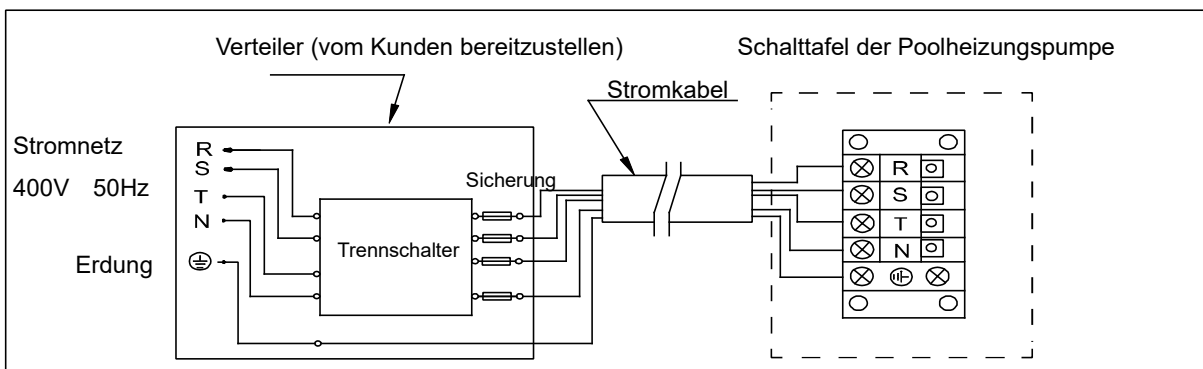 Verteiler (vom Kunden bereitzustellen)
Schalttafel der Poolheizungspumpe
Stromkabel
Stromnetz
400V 50Hz
Erdung
R
S
T
N
Sicherung
Trennschalter
R
S
T
N